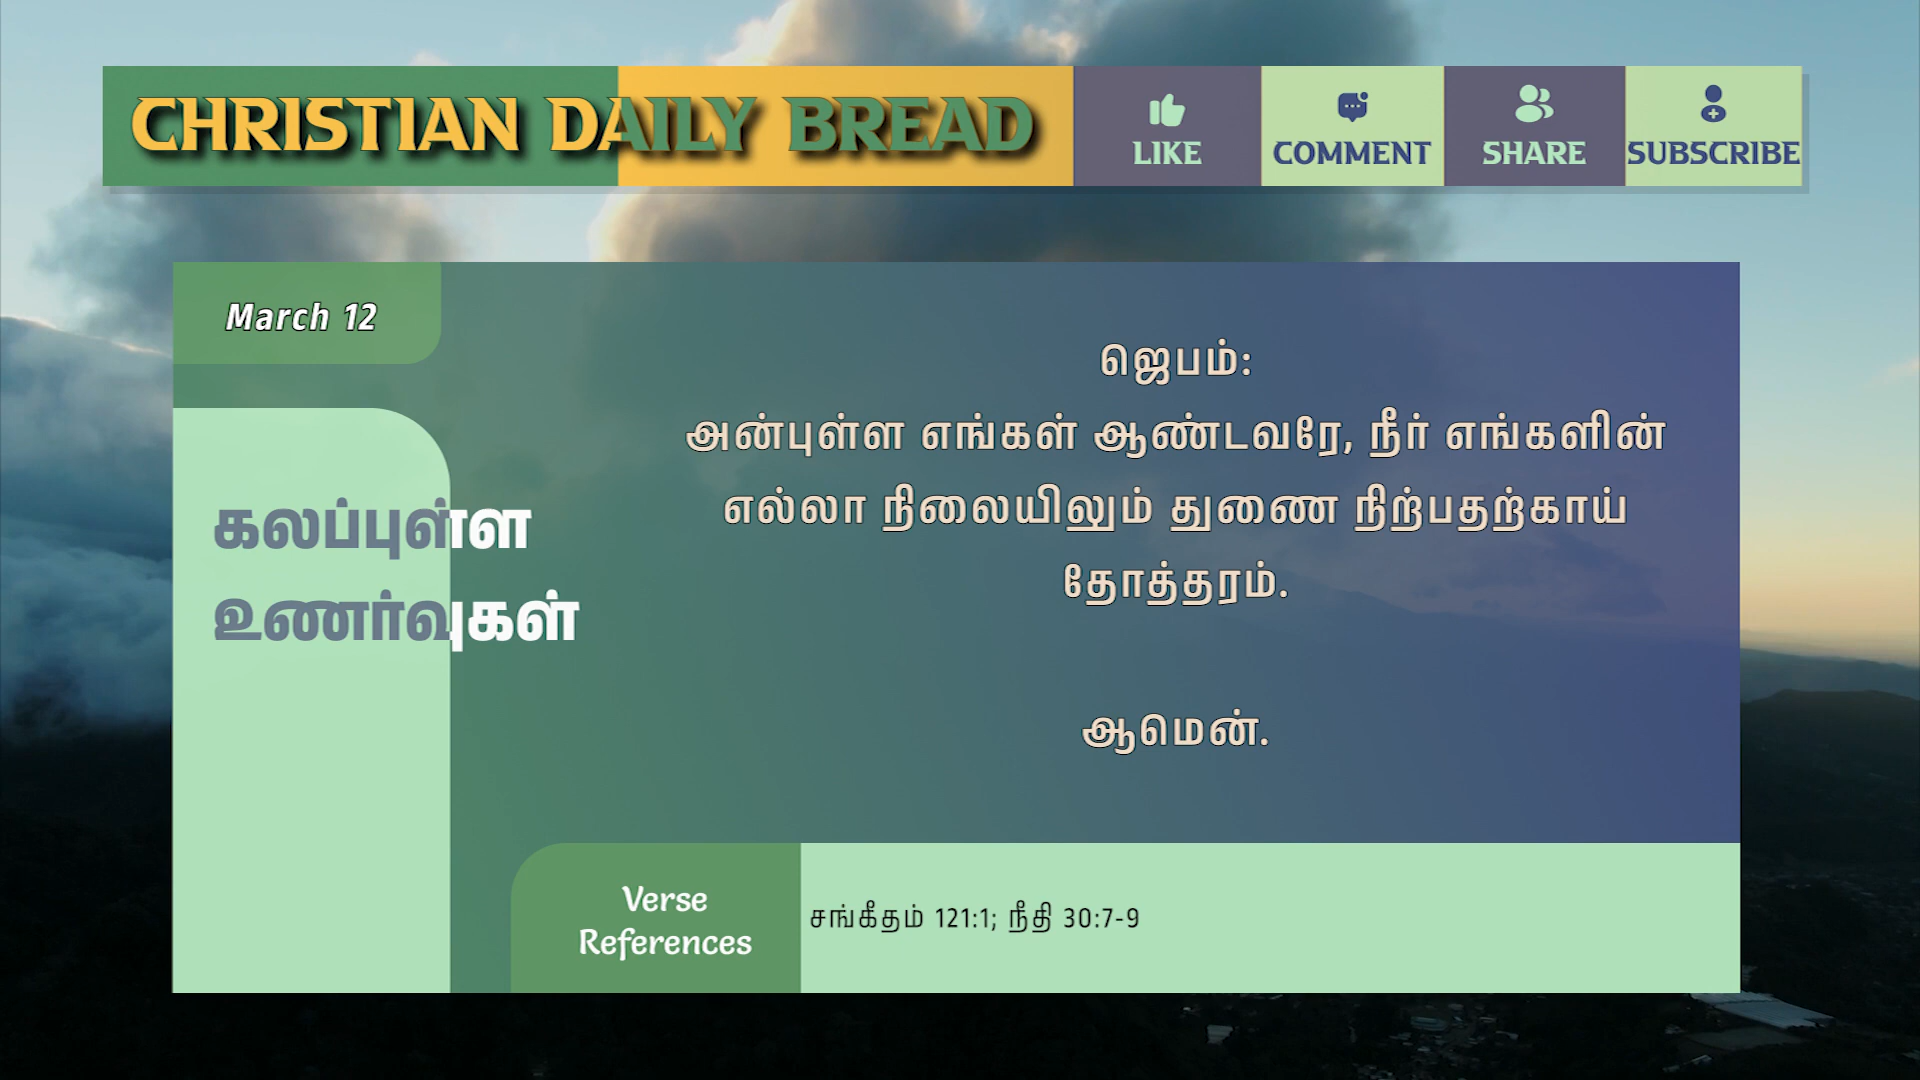 CHRISTIAN DAILY BREAD
LIKE
COMMENT
SHARE
SUBSCRIBE
March 12
கலப்புள்ள
உணர்வுகள்
ஜெபம்:
அன்புள்ள எங்கள் ஆண்டவரே, நீர் எங்களின்
எல்லா நிலையிலும் துணை நிற்பதற்காய்
தோத்தரம்.
ஆமென்.
Verse
References
சங்கீதம் 121:1; நீதி 30:7-9